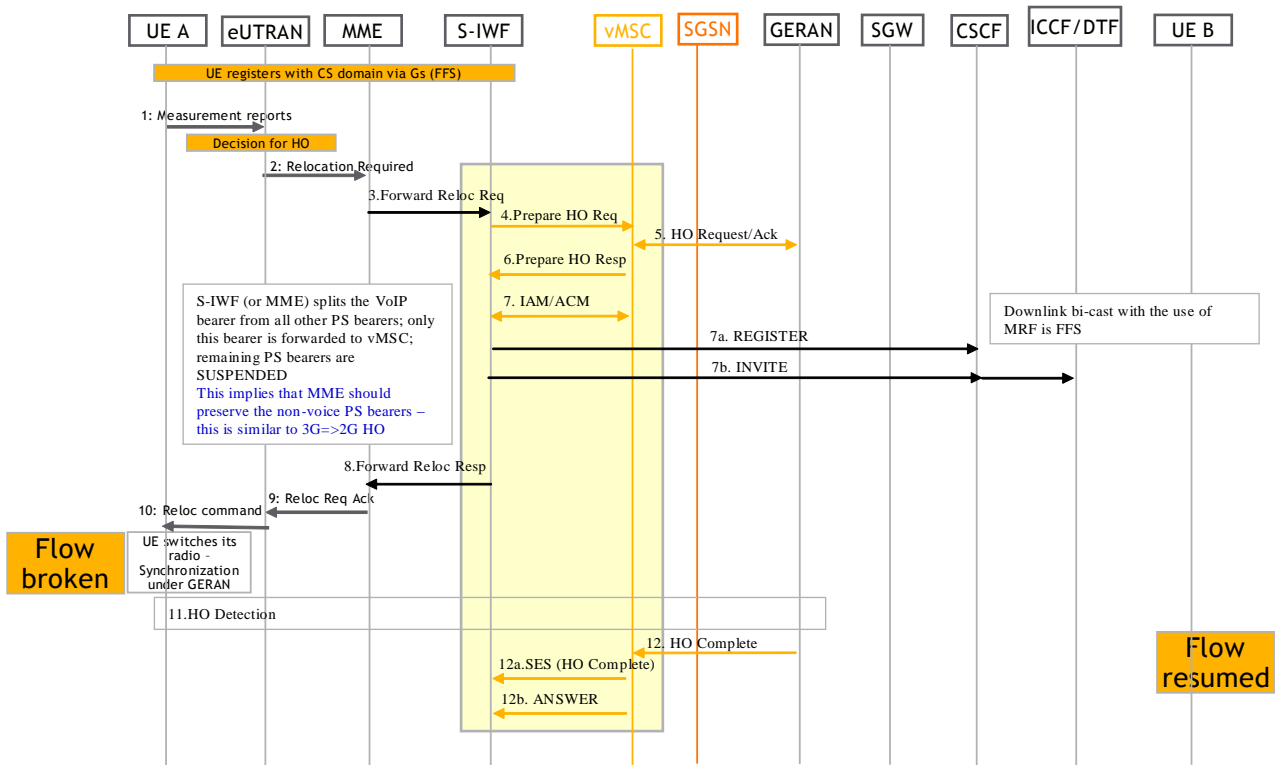 UE A
eUTRAN
MME
S-IWF
vMSC
SGSN
GERAN
SGW
CSCF
ICCF/DTF
UE B
UE registers with CS domain via Gs (FFS)
1: Measurement reports
Decision for HO
2: Relocation Required
3.Forward Reloc Req
4.Prepare HO Req
5. HO Request/Ack
6.Prepare HO Resp
7. IAM/ACM
S-IWF (or MME) splits the VoIP
bearer from all other PS bearers; only
this bearer is forwarded to vMSC;
remaining PS bearers are
SUSPENDED
This implies that MME should
preserve the non-voice PS bearers –
this is similar to 3G=>2G HO
Downlink bi-cast with the use of
MRF is FFS
7a. REGISTER
7b. INVITE
8.Forward Reloc Resp
9: Reloc Req Ack
10: Reloc command
Flow
broken
UE switches its
radio –
Synchronization
under GERAN
11.HO Detection
12. HO Complete
12a.SES (HO Complete)
12b. ANSWER
Flow
resumed